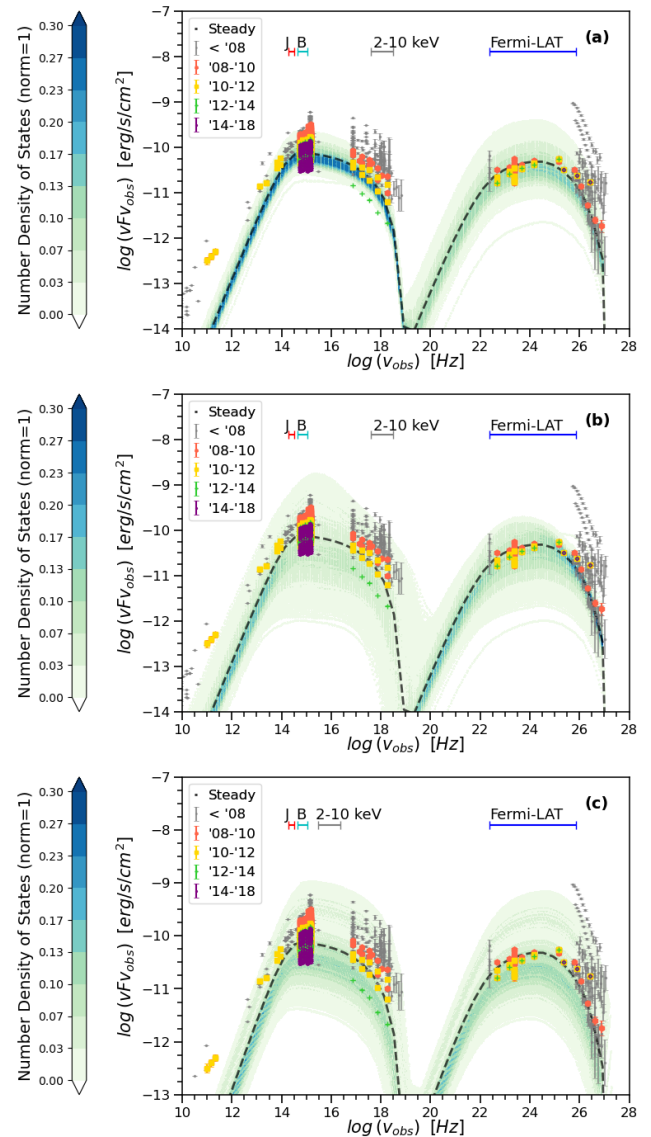 −7
0.30
0.27
0.23
0.20
0.17
0.13
0.10
0.07
0.03
0.00
Number Density of States (norm=1)
log (νFν_obs) [erg/s/cm²]
−8
−9
−10
−11
−12
−13
−14
Steady
< '08
'08-'10
'10-'12
'12-'14
'14-'18
J B
2-10 keV
Fermi-LAT
(a)
10 12 14 16 18 20 22 24 26 28
log (ν_obs) [Hz]
−7
0.30
0.27
0.23
0.20
0.17
0.13
0.10
0.07
0.03
0.00
Number Density of States (norm=1)
log (νFν_obs) [erg/s/cm²]
−8
−9
−10
−11
−12
−13
−14
Steady
< '08
'08-'10
'10-'12
'12-'14
'14-'18
J B
2-10 keV
Fermi-LAT
(b)
10 12 14 16 18 20 22 24 26 28
log (ν_obs) [Hz]
−7
0.30
0.27
0.23
0.20
0.17
0.13
0.10
0.07
0.03
0.00
Number Density of States (norm=1)
log (νFν_obs) [erg/s/cm²]
−8
−9
−10
−11
−12
−13
Steady
< '08
'08-'10
'10-'12
'12-'14
'14-'18
J B
2-10 keV
Fermi-LAT
(c)
10 12 14 16 18 20 22 24 26 28
log (ν_obs) [Hz]